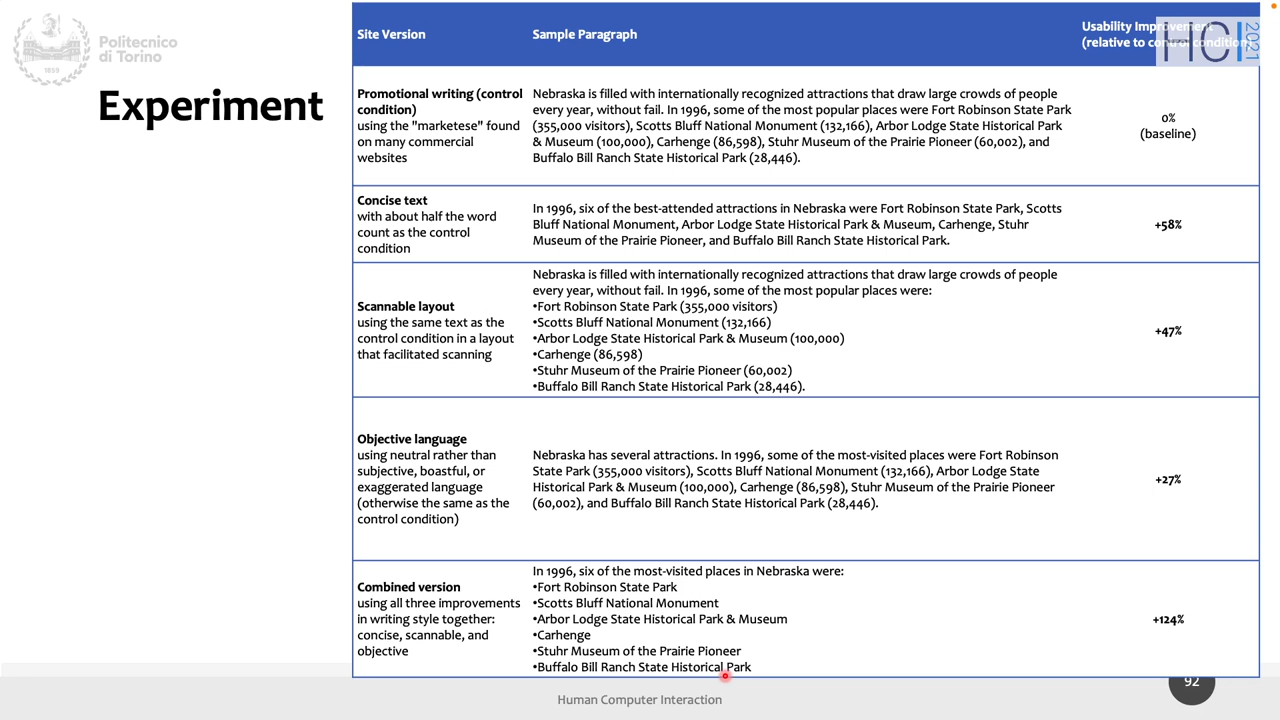 Politecnico
di Torino
1859
Experiment
HCI
2021
Site Version
Sample Paragraph
Usability Improvement
(relative to control condition)
Promotional writing (control
condition)
using the "marketese" found
on many commercial
websites
Nebraska is filled with internationally recognized attractions that draw large crowds of people
every year, without fail. In 1996, some of the most popular places were Fort Robinson State Park
(355,000 visitors), Scotts Bluff National Monument (132,166), Arbor Lodge State Historical Park
& Museum (100,000), Carhenge (86,598), Stuhr Museum of the Prairie Pioneer (60,002), and
Buffalo Bill Ranch State Historical Park (28,446).
0%
(baseline)
Concise text
with about half the word
count as the control
condition
In 1996, six of the best-attended attractions in Nebraska were Fort Robinson State Park, Scotts
Bluff National Monument, Arbor Lodge State Historical Park & Museum, Carhenge, Stuhr
Museum of the Prairie Pioneer, and Buffalo Bill Ranch State Historical Park.
+58%
Scannable layout
using the same text as the
control condition in a layout
that facilitated scanning
Nebraska is filled with internationally recognized attractions that draw large crowds of people
every year, without fail. In 1996, some of the most popular places were:
•Fort Robinson State Park (355,000 visitors)
•Scotts Bluff National Monument (132,166)
•Arbor Lodge State Historical Park & Museum (100,000)
•Carhenge (86,598)
•Stuhr Museum of the Prairie Pioneer (60,002)
•Buffalo Bill Ranch State Historical Park (28,446).
+47%
Objective language
using neutral rather than
subjective, boastful, or
exaggerated language
(otherwise the same as the
control condition)
Nebraska has several attractions. In 1996, some of the most-visited places were Fort Robinson
State Park (355,000 visitors), Scotts Bluff National Monument (132,166), Arbor Lodge State
Historical Park & Museum (100,000), Carhenge (86,598), Stuhr Museum of the Prairie Pioneer
(60,002), and Buffalo Bill Ranch State Historical Park (28,446).
+27%
Combined version
using all three improvements
in writing style together:
concise, scannable, and
objective
In 1996, six of the most-visited places in Nebraska were:
•Fort Robinson State Park
•Scotts Bluff National Monument
•Arbor Lodge State Historical Park & Museum
•Carhenge
•Stuhr Museum of the Prairie Pioneer
•Buffalo Bill Ranch State Historical Park
+124%
Human Computer Interaction
92